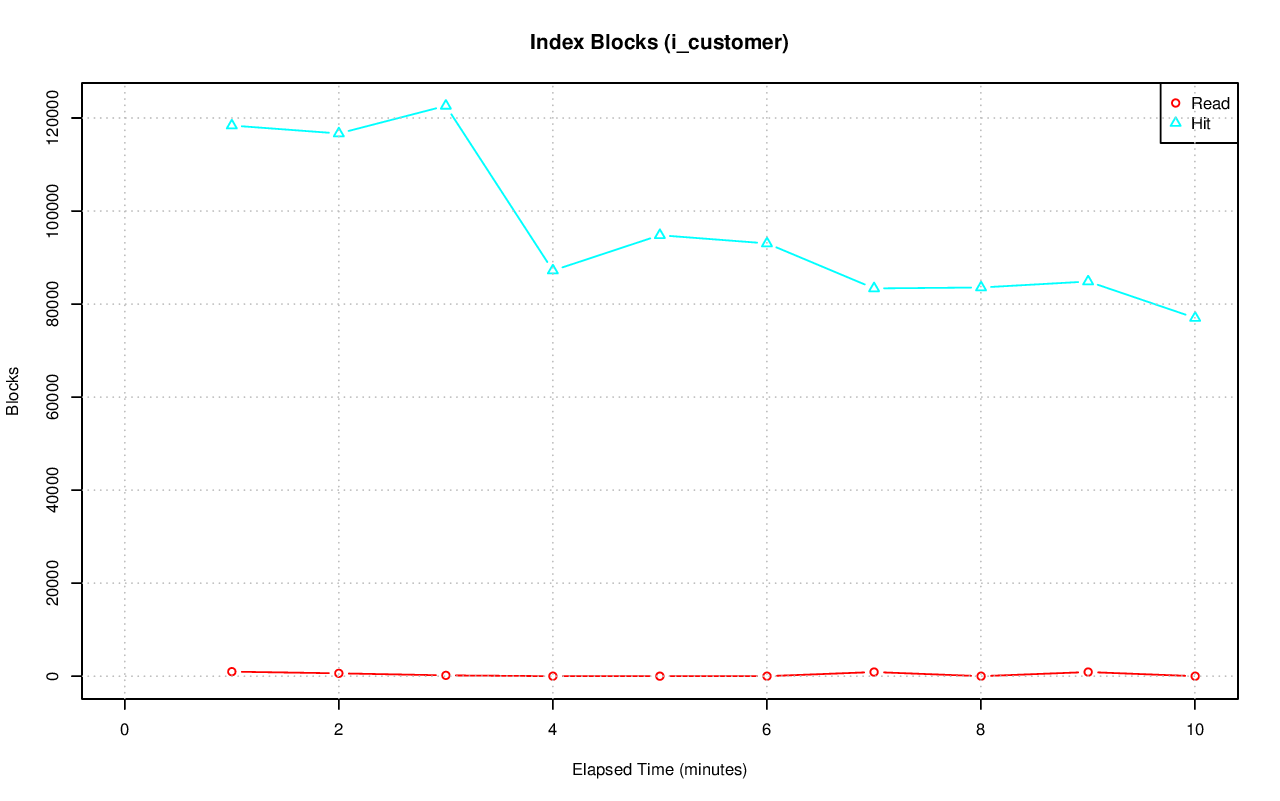 Index Blocks (i_customer)
Read
Hit
Blocks
120000
100000
80000
60000
40000
20000
0
0 2 4 6 8 10
Elapsed Time (minutes)